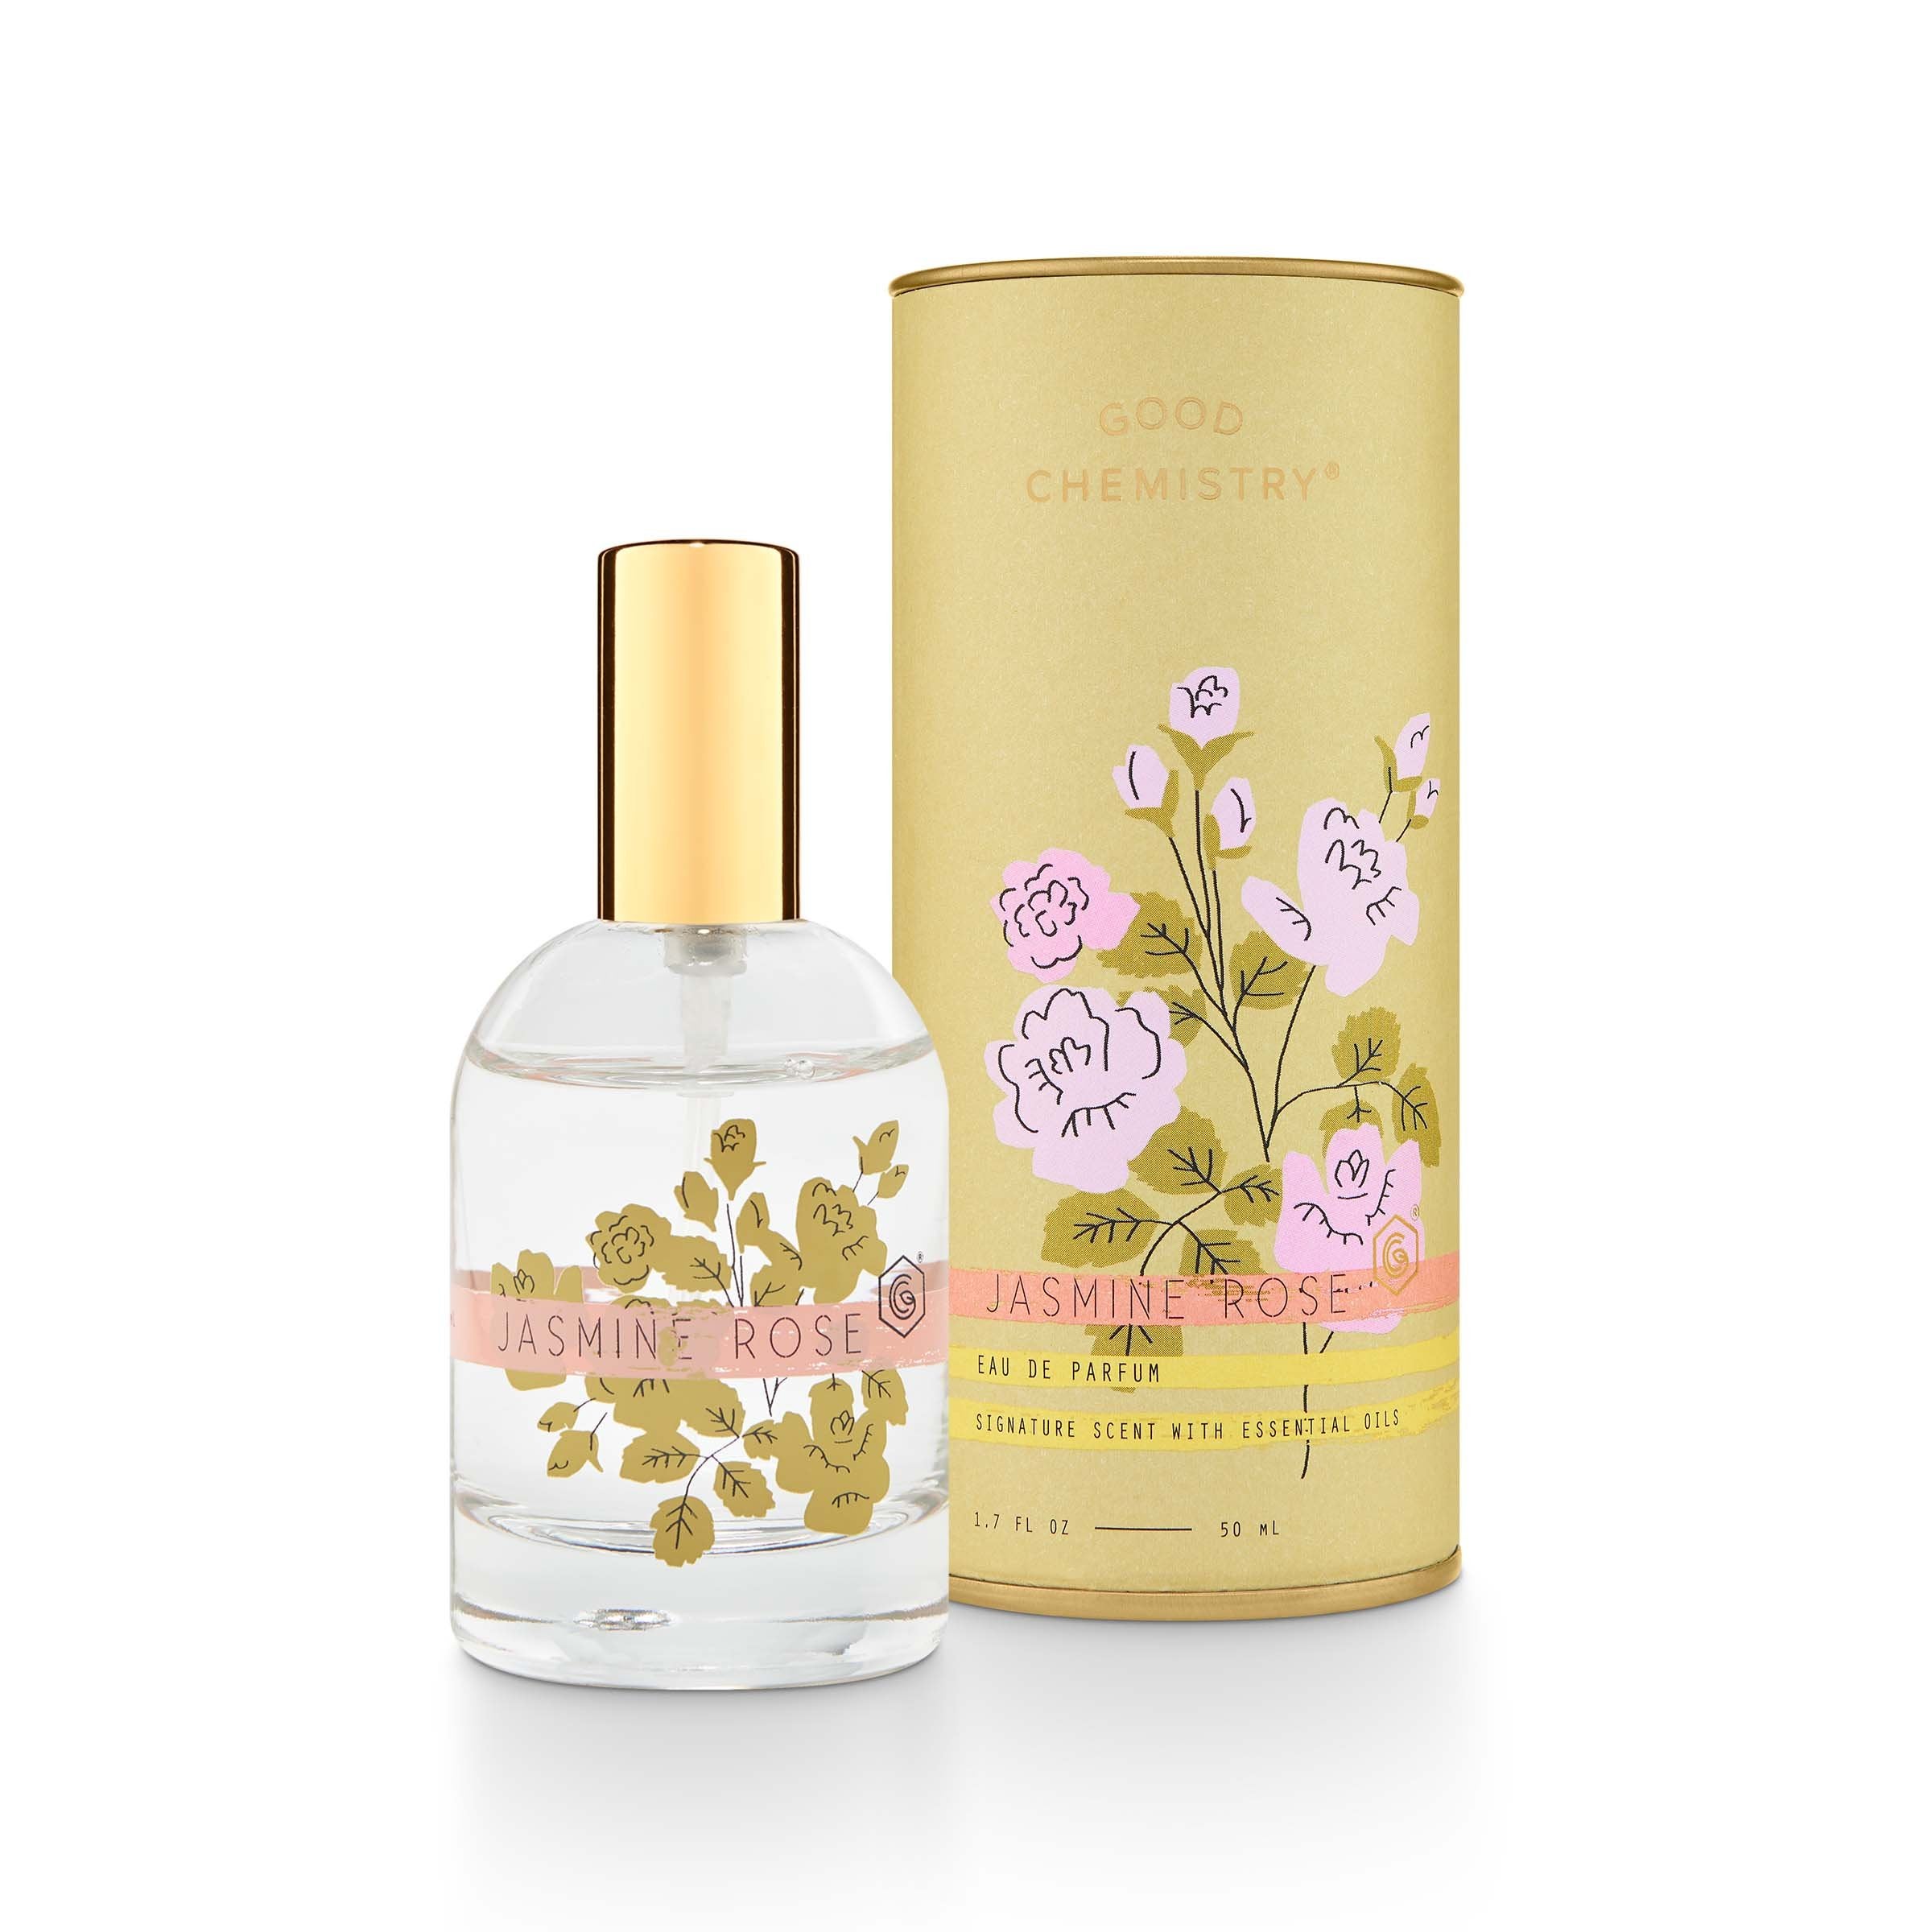 GOOD
CHEMISTRY®
JASMINE ROSE
EAU DE PARFUM
SIGNATURE SCENT WITH ESSENTIAL OILS
1.7 FL OZ 50 mL
JASMINE ROSE